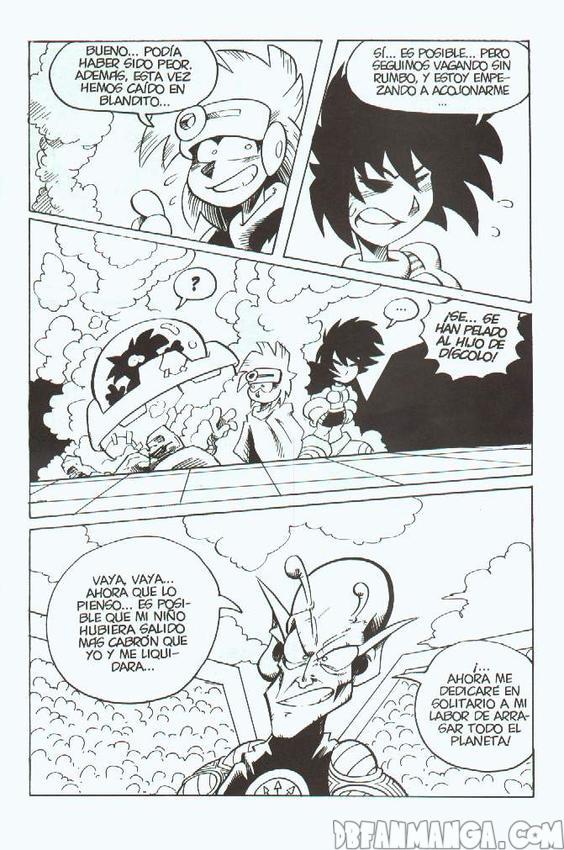 BUENO... PODÍA
HABER SIDO PEOR.
ADEMÁS, ESTA VEZ
HEMOS CAÍDO EN
BLANDITO...
SÍ... ES POSIBLE... PERO
SEGUIMOS VAGANDO SIN
RUMBO, Y ESTOY EMPE-
ZANDO A ACOJONARME
...
?
...
¡SE... SE
HAN PELADO
AL HIJO DE
DÍSCOLO!
VAYA, VAYA...
AHORA QUE LO
PIENSO... ES POSI-
BLE QUE MI NIÑO
HUBIERA SALIDO
MÁS CABRÓN QUE
YO Y ME LIQUI-
DARA...
¡...
AHORA ME
DEDICARÉ EN
SOLITARIO A MI
LABOR DE ARRA-
SAR TODO EL
PLANETA!
DBFANMANGA.COM